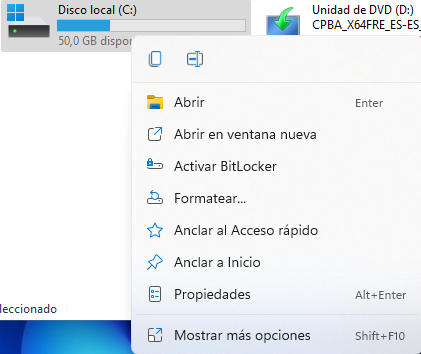 Disco local (C:)
50,0 GB dispo
Unidad de DVD (D:)
CPBA_X64FRE_ES-ES_
Abrir Enter
Abrir en ventana nueva
Activar BitLocker
Formatear...
Anclar al Acceso rápido
Anclar a Inicio
Propiedades Alt+Enter
leccionado
Mostrar más opciones Shift+F10